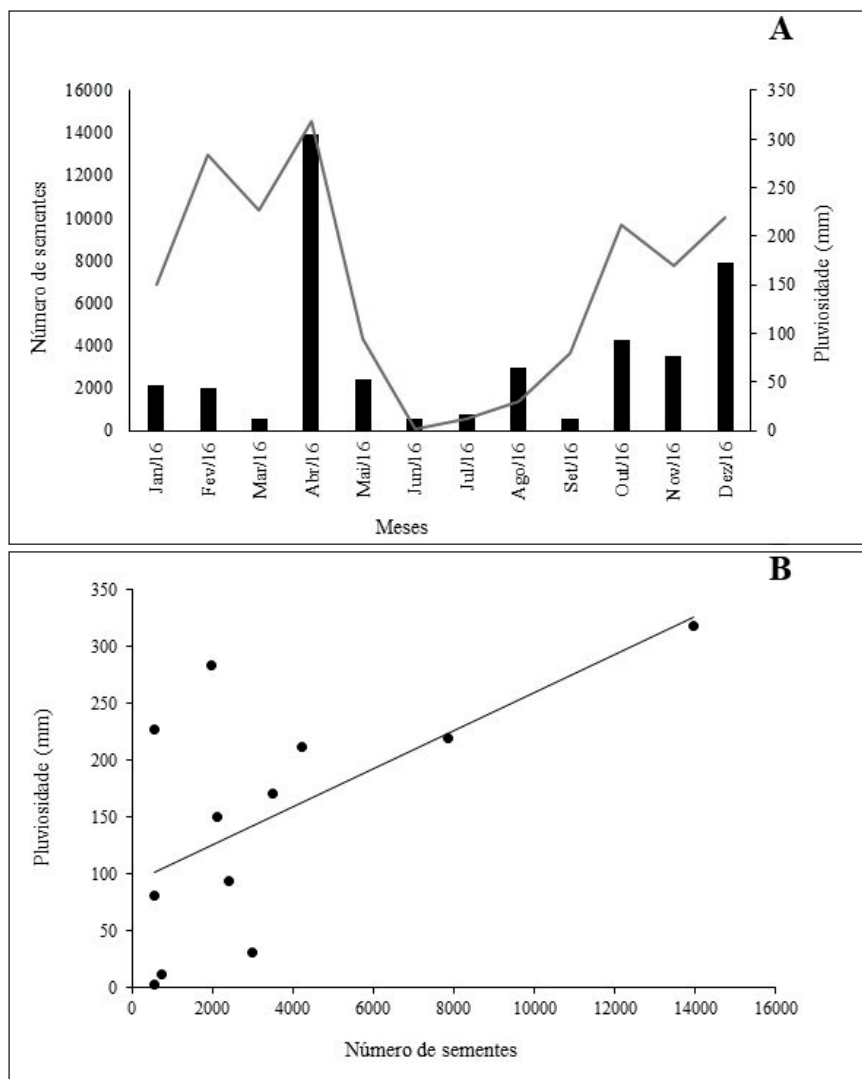 A
16000
14000
12000
10000
8000
6000
4000
2000
0
Número de sementes
350
300
250
200
150
100
50
0
Pluviosidade (mm)
Jan/16
Fev/16
Mar/16
Abr/16
Mai/16
Jun/16
Jul/16
Ago/16
Set/16
Out/16
Nov/16
Dez/16
Meses
B
350
300
250
200
150
100
50
0
Pluviosidade (mm)
0 2000 4000 6000 8000 10000 12000 14000 16000
Número de sementes